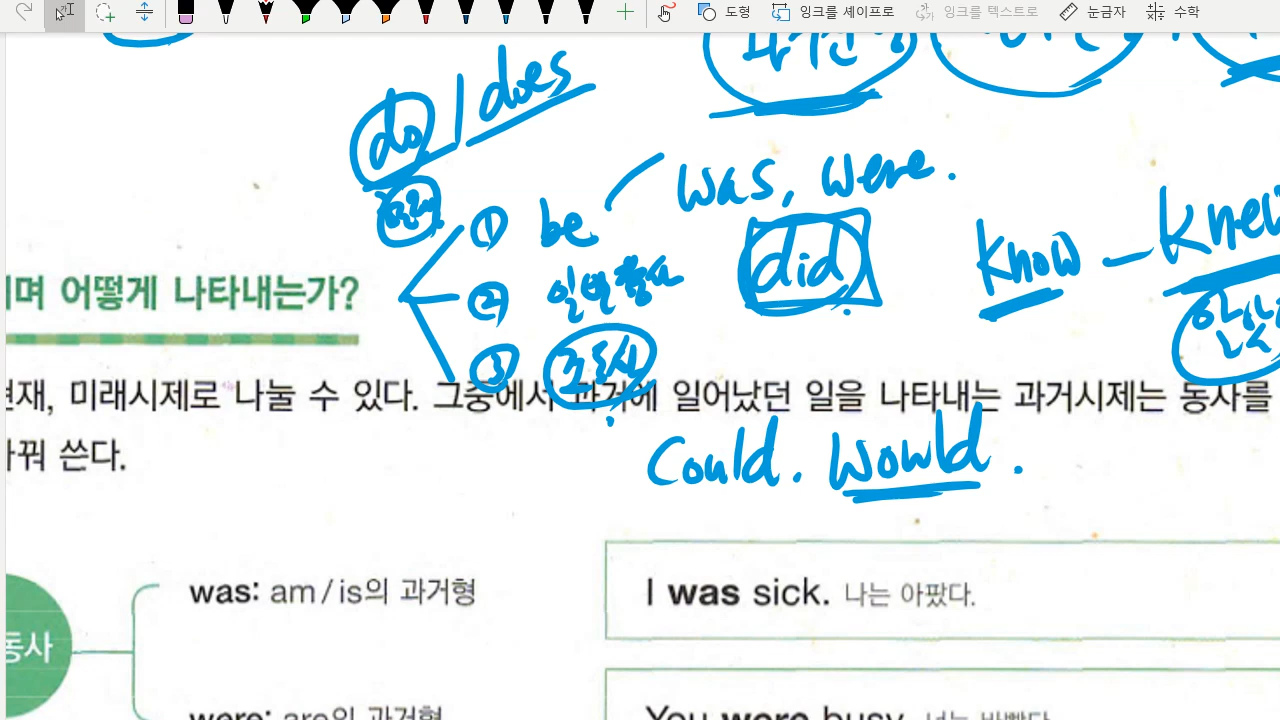 도형 잉크를 셰이프로 잉크를 텍스트로 눈금자 수학
do / does
① be was, were.
② 일반동사 did know - knew
③ 조동사
며 어떻게 나타내는가?
현재, 미래시제로 나눌 수 있다. 그중에서 과거에 일어났던 일을 나타내는 과거시제는 동사를
바꿔 쓴다.
Could. Would.
동사
was: am / is의 과거형
I was sick. 나는 아팠다.
were: are의 과거형
You were busy. 너는 바빴다.